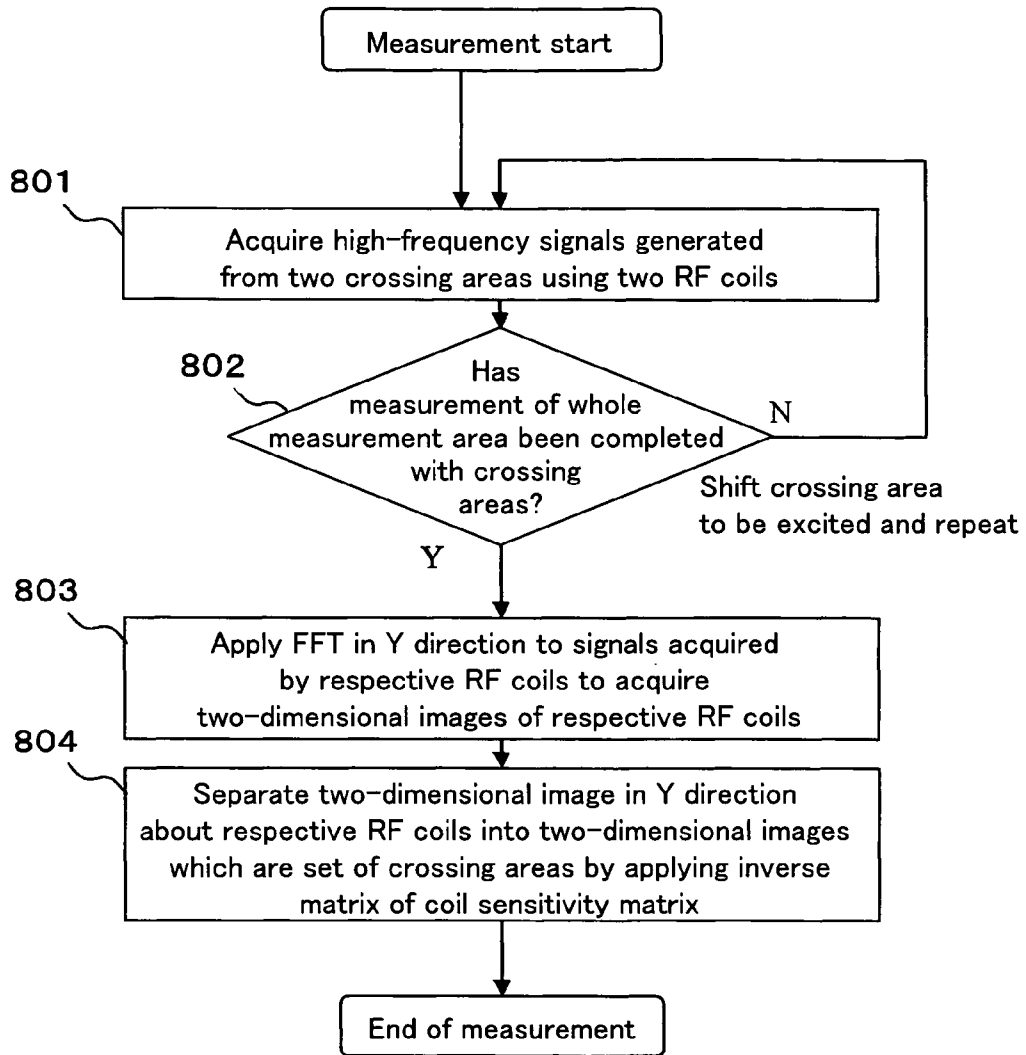 Measurement start
801
Acquire high-frequency signals generated
from two crossing areas using two RF coils
802
Has
measurement of whole
measurement area been completed
with crossing
areas?
N
Shift crossing area
to be excited and repeat
Y
803
Apply FFT in Y direction to signals acquired
by respective RF coils to acquire
two-dimensional images of respective RF coils
804
Separate two-dimensional image in Y direction
about respective RF coils into two-dimensional images
which are set of crossing areas by applying inverse
matrix of coil sensitivity matrix
End of measurement